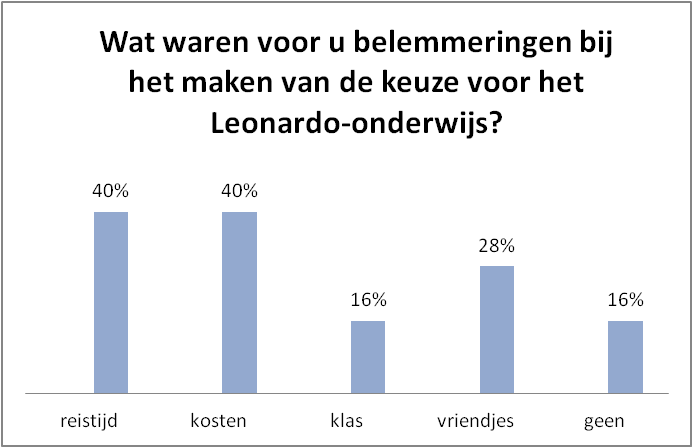 Wat waren voor u belemmeringen bij
het maken van de keuze voor het
Leonardo-onderwijs?
40% 40% 16% 28% 16%
reistijd kosten klas vriendjes geen